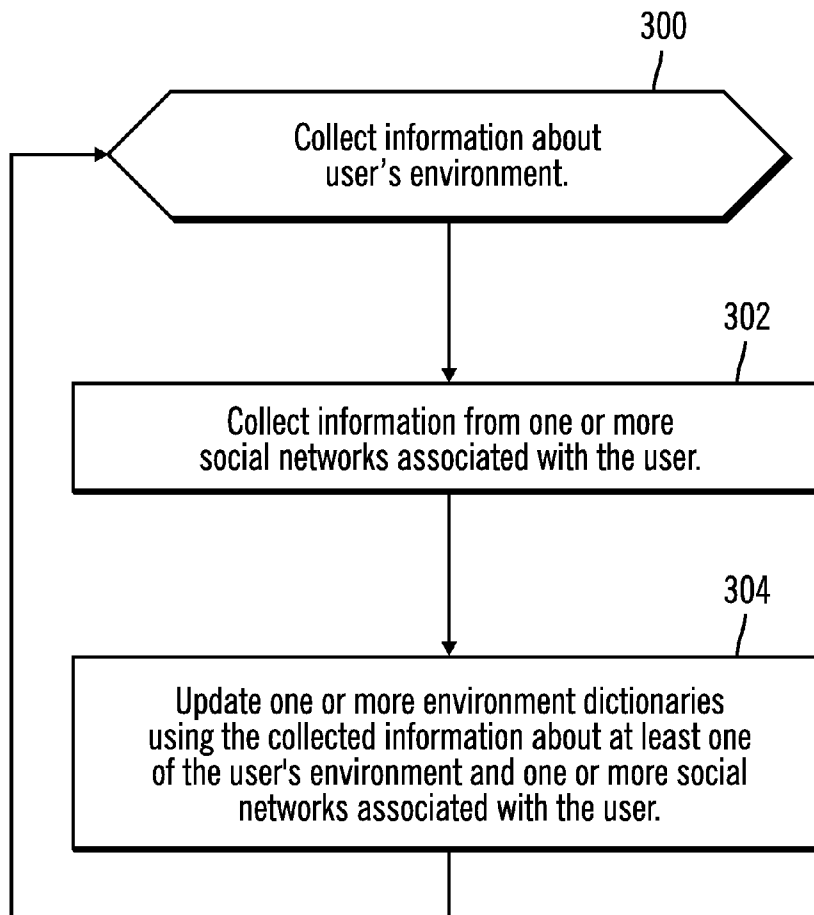 300
Collect information about
user’s environment.
302
Collect information from one or more
social networks associated with the user.
304
Update one or more environment dictionaries
using the collected information about at least one
of the user's environment and one or more social
networks associated with the user.